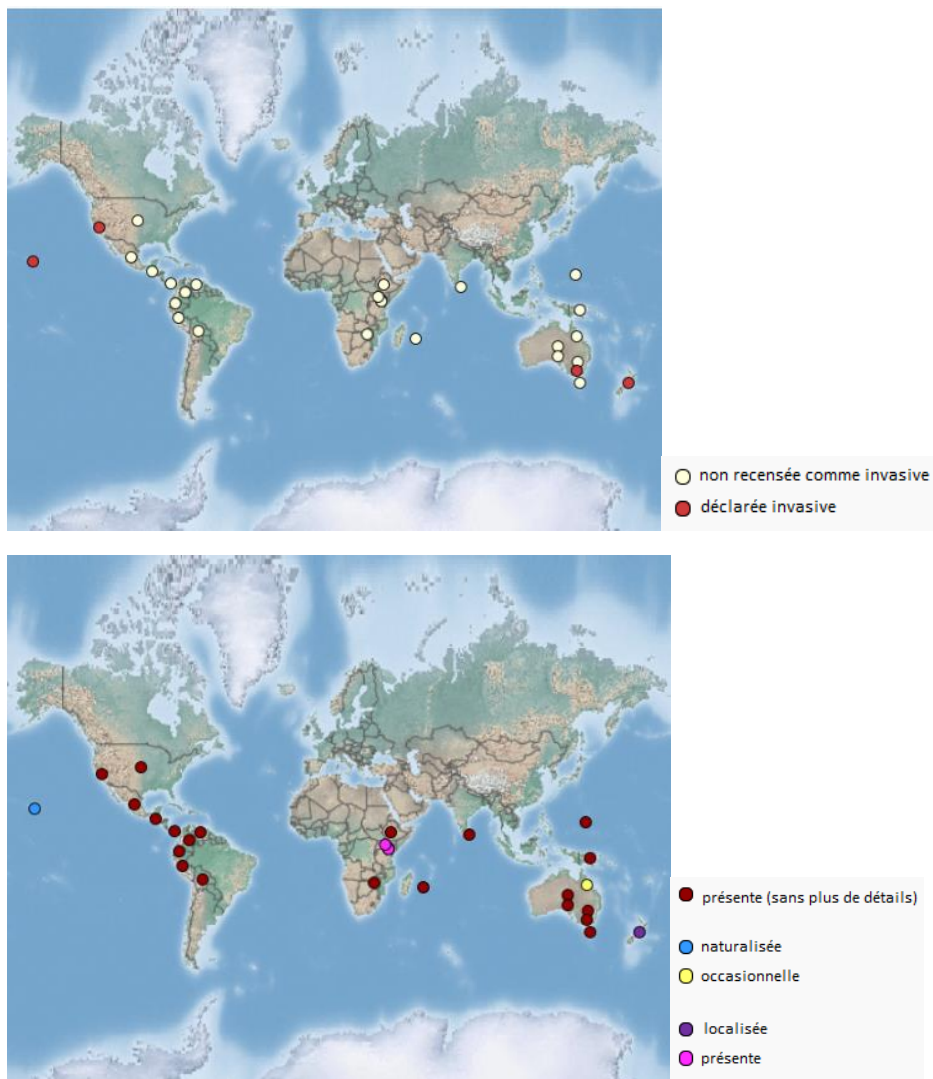 non recensée comme invasive
déclarée invasive
présente (sans plus de détails)
naturalisée
occasionnelle
localisée
présente